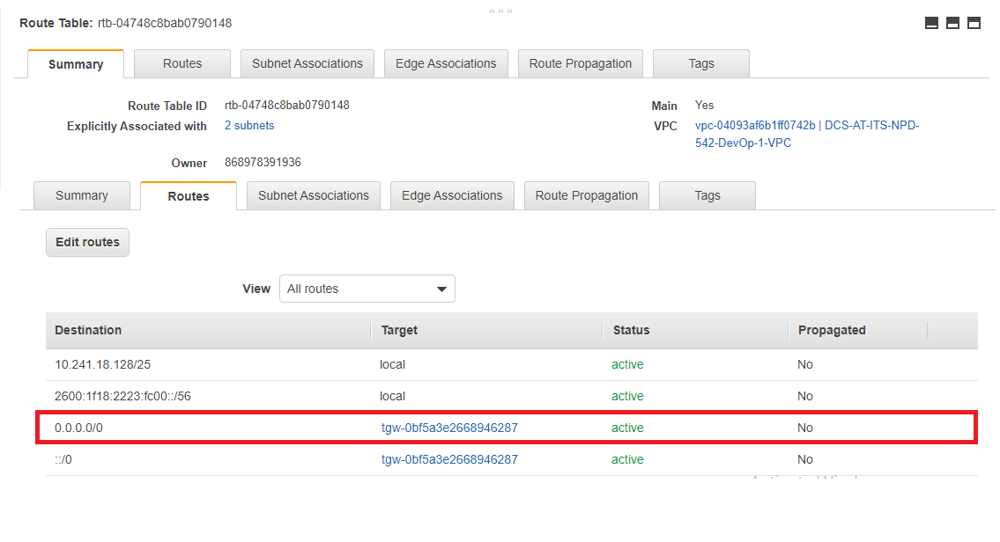 Route Table: rtb-04748c8bab0790148
Summary Routes Subnet Associations Edge Associations Route Propagation Tags
Route Table ID rtb-04748c8bab0790148 Main Yes
Explicitly Associated with 2 subnets VPC vpc-04093af6b1ff0742b | DCS-AT-ITS-NPD-
542-DevOp-1-VPC
Owner 868978391936
Summary Routes Subnet Associations Edge Associations Route Propagation Tags
Edit routes
View All routes
Destination Target Status Propagated
10.241.18.128/25 local active No
2600:1f18:2223:fc00::/56 local active No
0.0.0.0/0 tgw-0bf5a3e2668946287 active No
::/0 tgw-0bf5a3e2668946287 active No